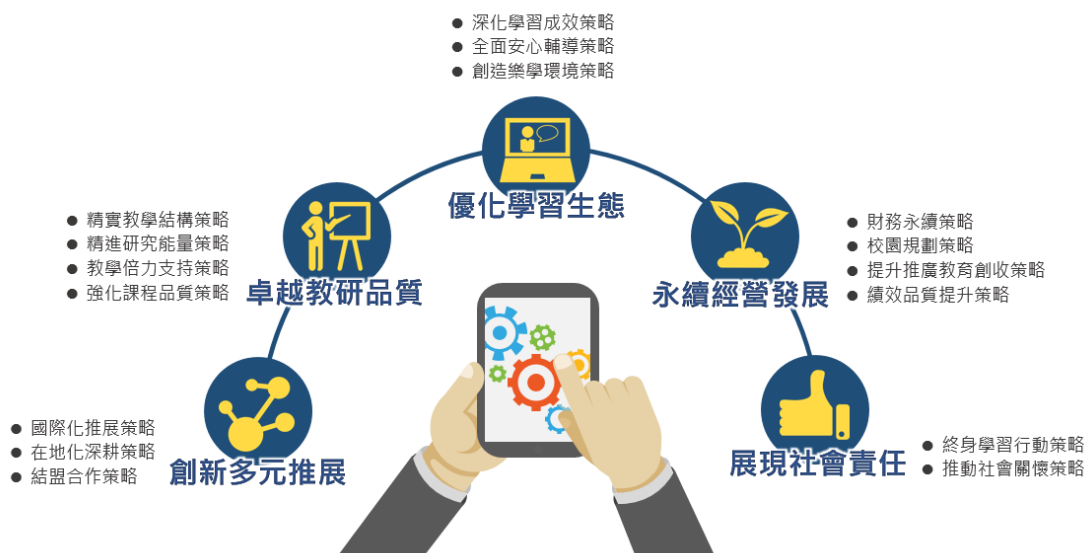 ● 深化學習成效策略
● 全面安心輔導策略
● 創造樂學環境策略
優化學習生態
● 精實教學結構策略
● 精進研究能量策略
● 教學倍力支持策略
● 強化課程品質策略
卓越教研品質
● 財務永續策略
● 校園規劃策略
● 提升推廣教育創收策略
● 績效品質提升策略
永續經營發展
● 國際化推展策略
● 在地化深耕策略
● 結盟合作策略
創新多元推展
● 終身學習行動策略
● 推動社會關懷策略
展現社會責任